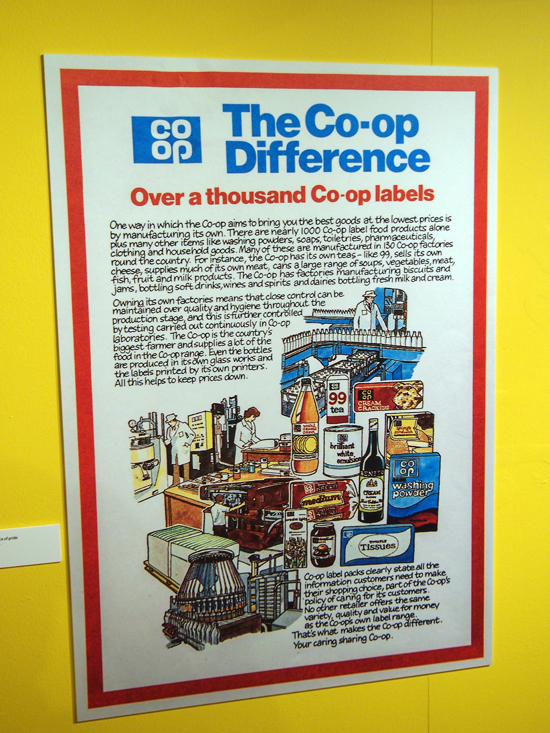 CO
OP
The Co-op
Difference
Over a thousand Co-op labels
One way in which the Co-op aims to bring you the best goods at the lowest prices is
by manufacturing its own. There are nearly 1000 Co-op label food products alone
plus many other items like washing powders, soaps, toiletries, pharmaceuticals,
clothing and household goods. Many of these are manufactured in 130 Co-op factories
round the country. For instance, the Co-op has its own teas – like 99, sells its own
cheese, supplies much of its own meat, cans a large range of soups, vegetables, meat,
fish, fruit and milk products. The Co-op has factories manufacturing biscuits and
jams, bottling soft drinks, wines and spirits and dairies bottling fresh milk and cream.
Owning its own factories means that close control can be
maintained over quality and hygiene throughout the
production stage, and this is further controlled
by testing carried out continuously in Co-op
laboratories. The Co-op is the country's
biggest farmer and supplies a lot of the
food in the Co-op range. Even the bottles
are produced in its own glass works and
the labels printed by its own printers.
All this helps to keep prices down.
99
tea
CREAM
CRACKERS
brilliant
white
emulsion
CREAM
CO
OP
washing
powder
medium
Tissues
Co-op label packs clearly state all the
information customers need to make
their shopping choice, part of the Co-op's
policy of caring for its customers.
No other retailer offers the same
variety, quality and value for money
as the Co-op's own label range.
That's what makes the Co-op different.
Your caring sharing Co-op.